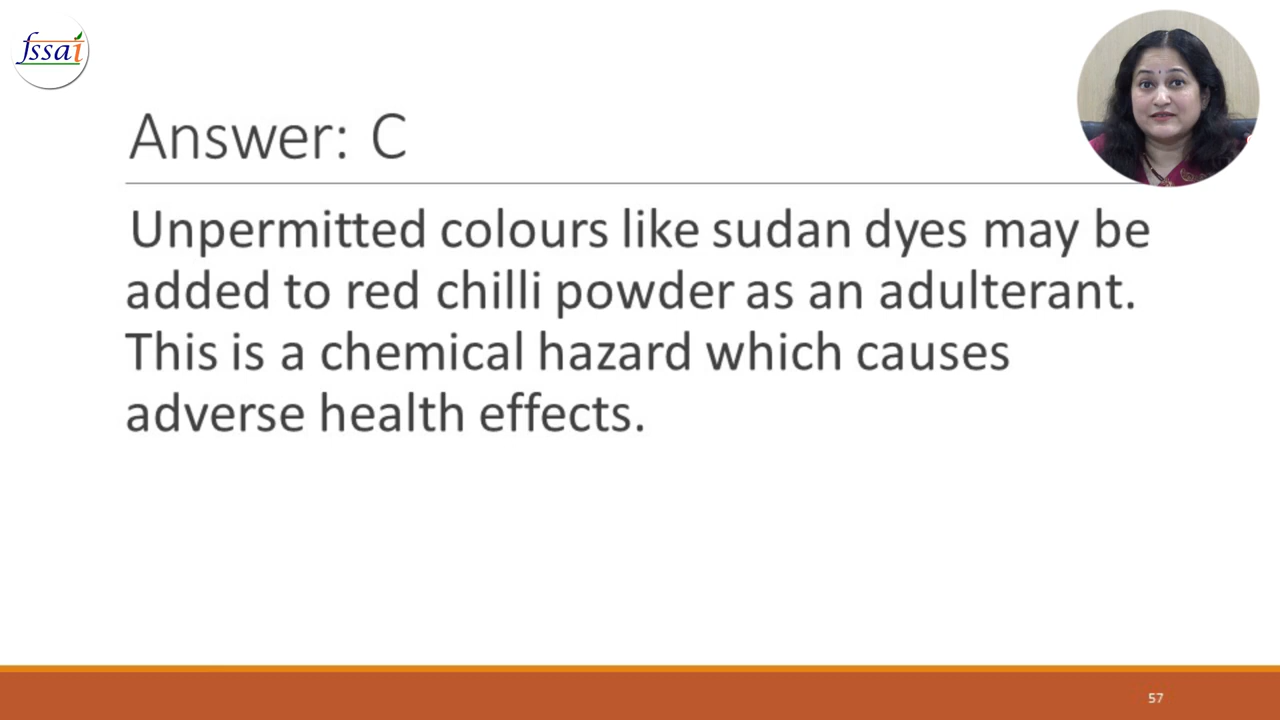 fssai
Answer: C
Unpermitted colours like sudan dyes may be
added to red chilli powder as an adulterant.
This is a chemical hazard which causes
adverse health effects.
57